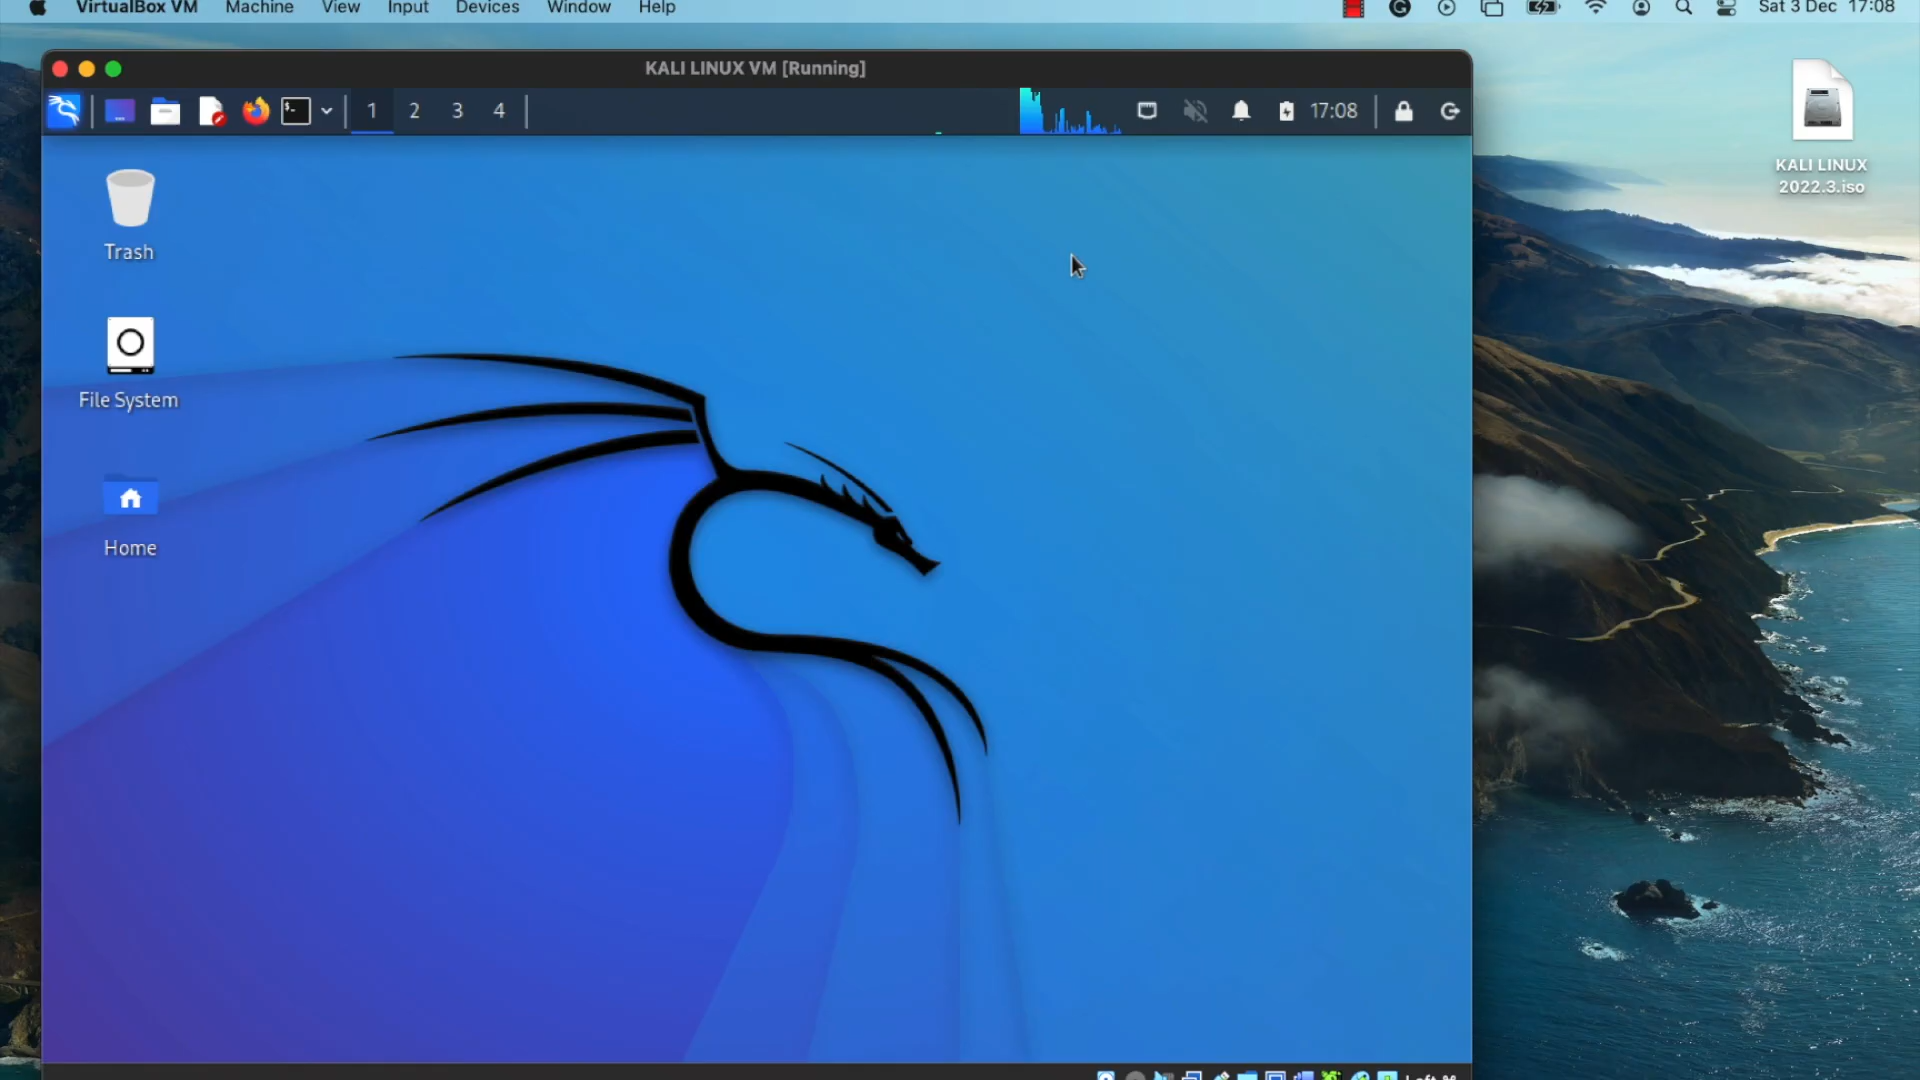 VirtualBox VM Machine View Input Devices Window Help Sat 3 Dec 17:08
KALI LINUX VM [Running]
1 2 3 4 17:08
KALI LINUX
2022.3.iso
Trash
File System
Home